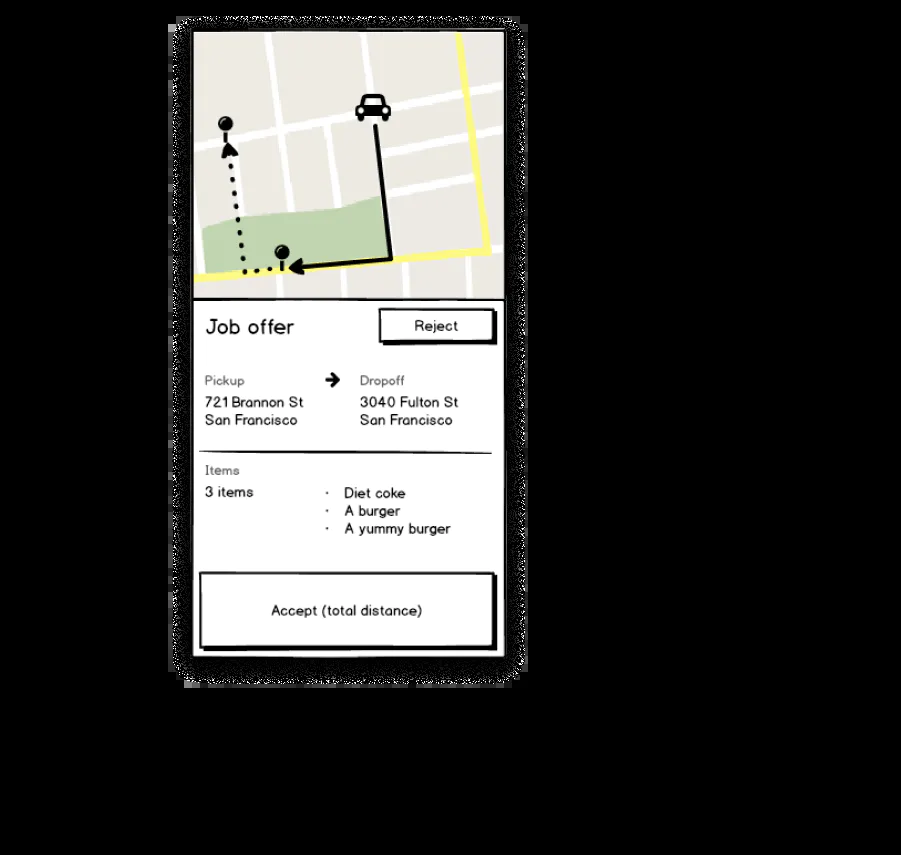 Job offer
Reject
Pickup
Dropoff
721 Brannon St
San Francisco
3040 Fulton St
San Francisco
Items
3 items
· Diet coke
· A burger
· A yummy burger
Accept (total distance)